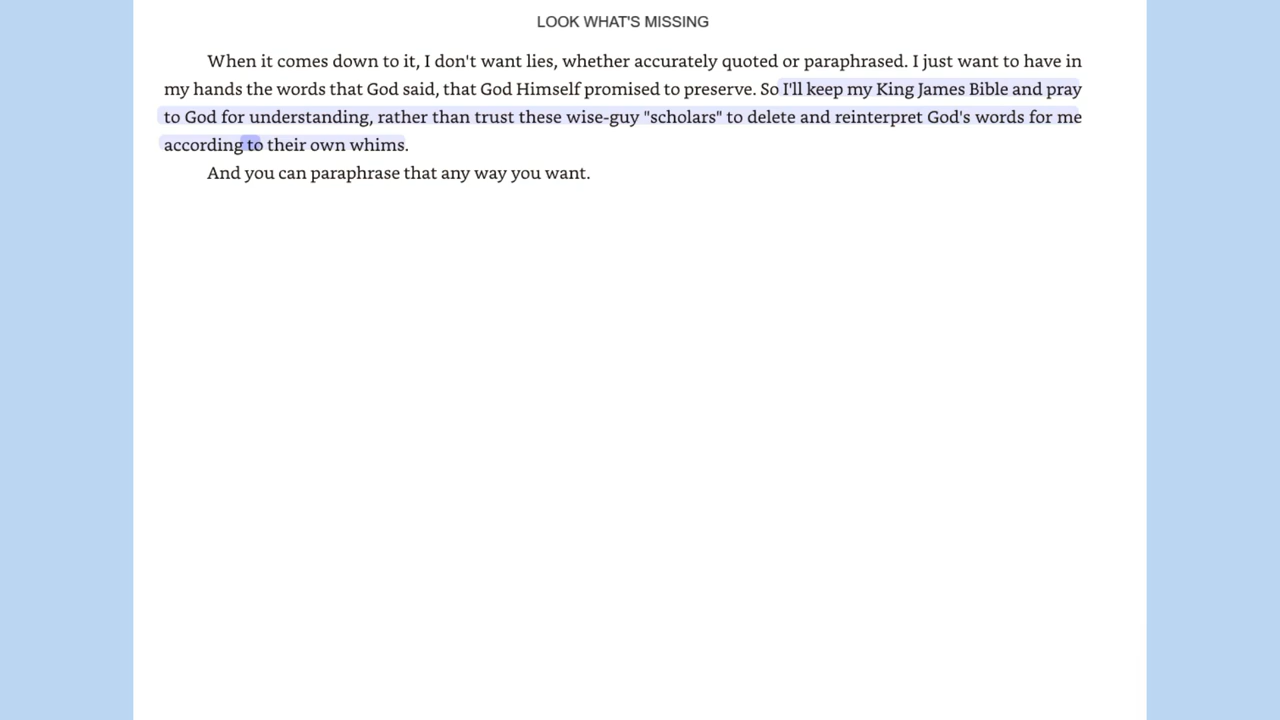 LOOK WHAT'S MISSING
When it comes down to it, I don't want lies, whether accurately quoted or paraphrased. I just want to have in
my hands the words that God said, that God Himself promised to preserve. So I'll keep my King James Bible and pray
to God for understanding, rather than trust these wise-guy "scholars" to delete and reinterpret God's words for me
according to their own whims.
And you can paraphrase that any way you want.